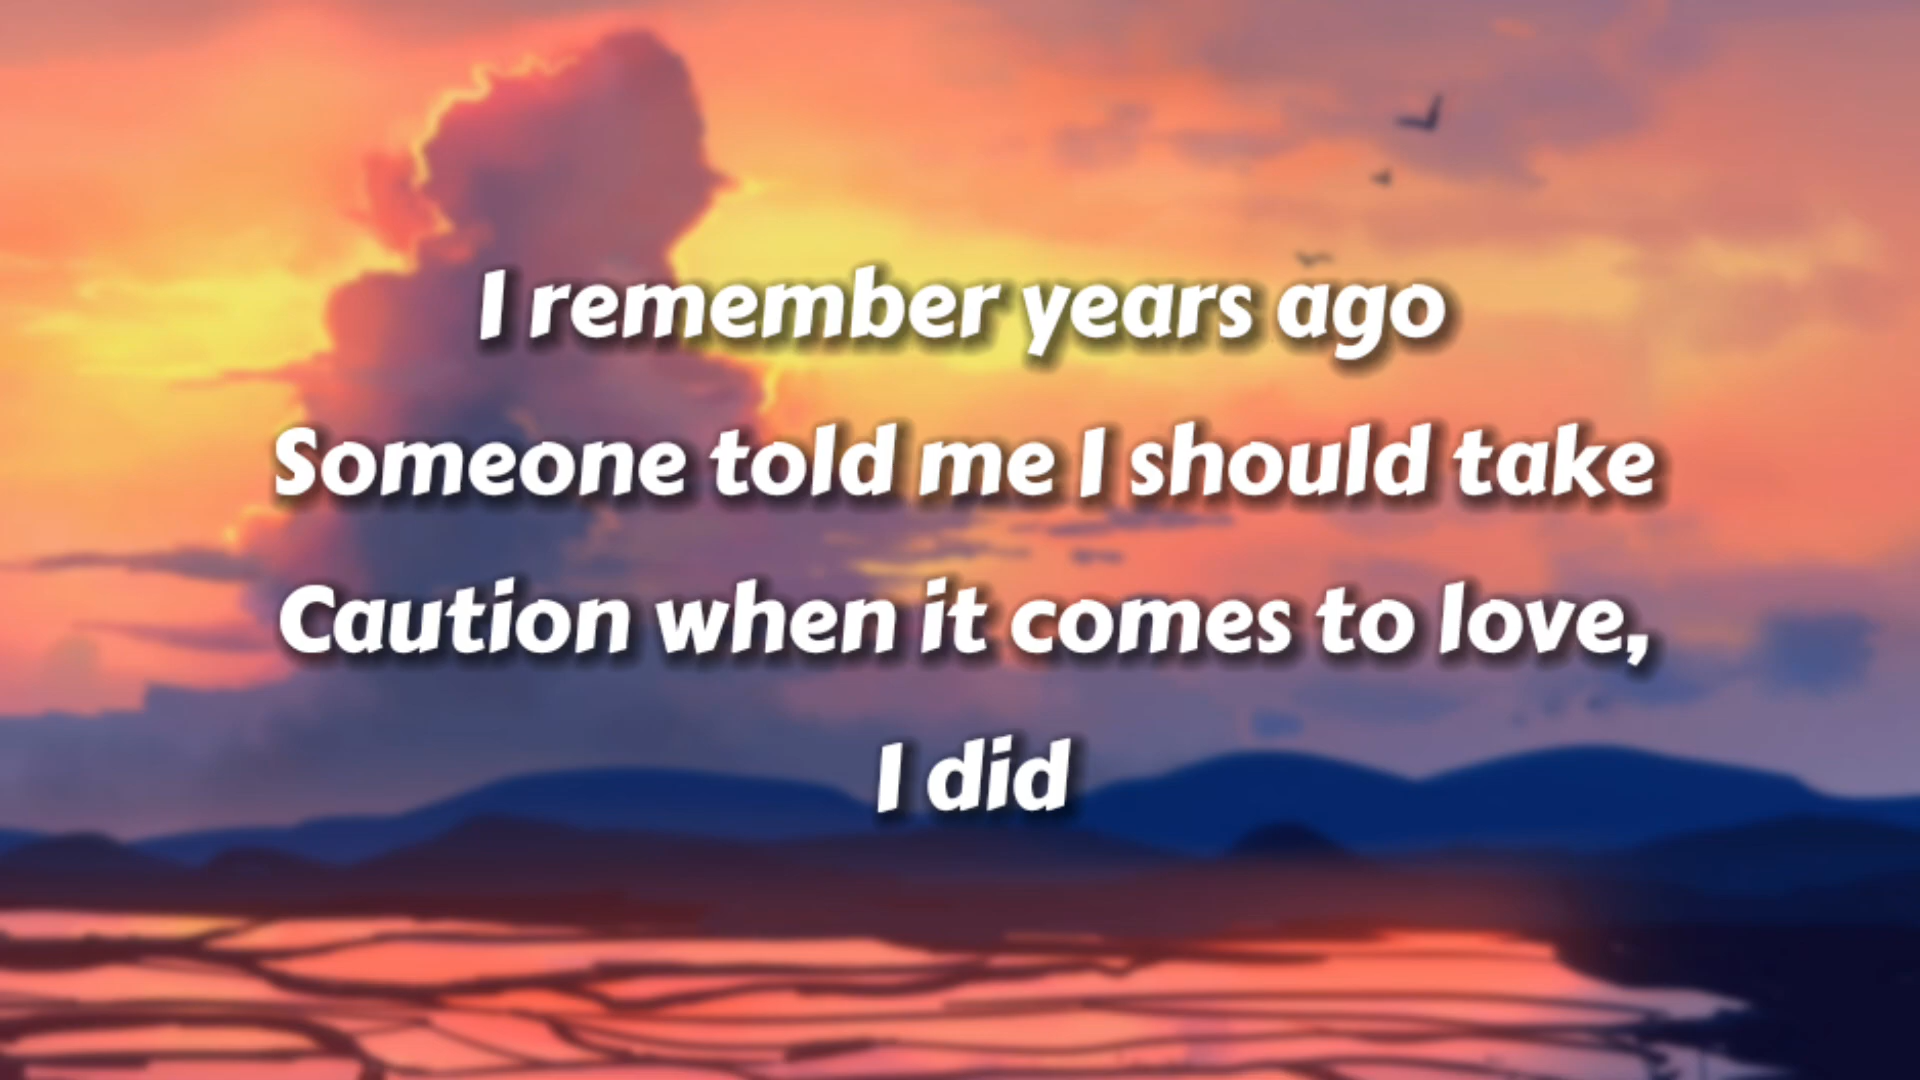 I remember years ago
Someone told me I should take
Caution when it comes to love,
I did